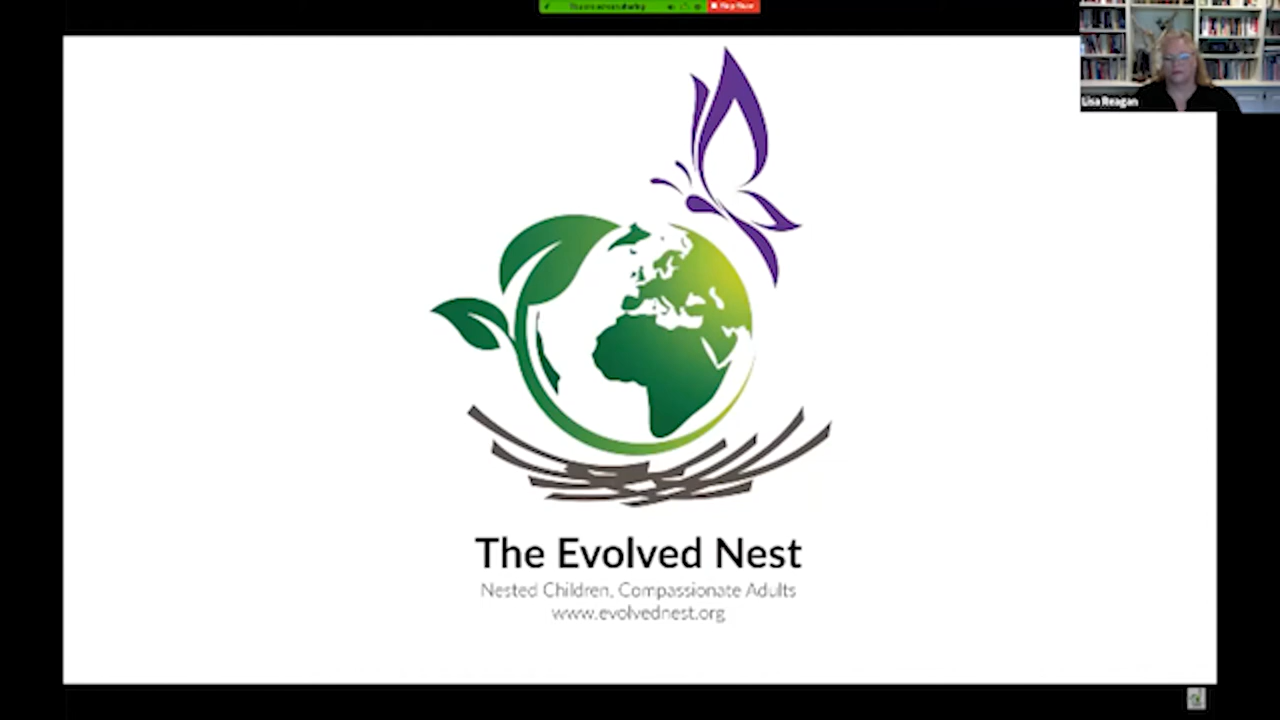 Lisa Reagan
The Evolved Nest
Nested Children, Compassionate Adults
www.evolvednest.org